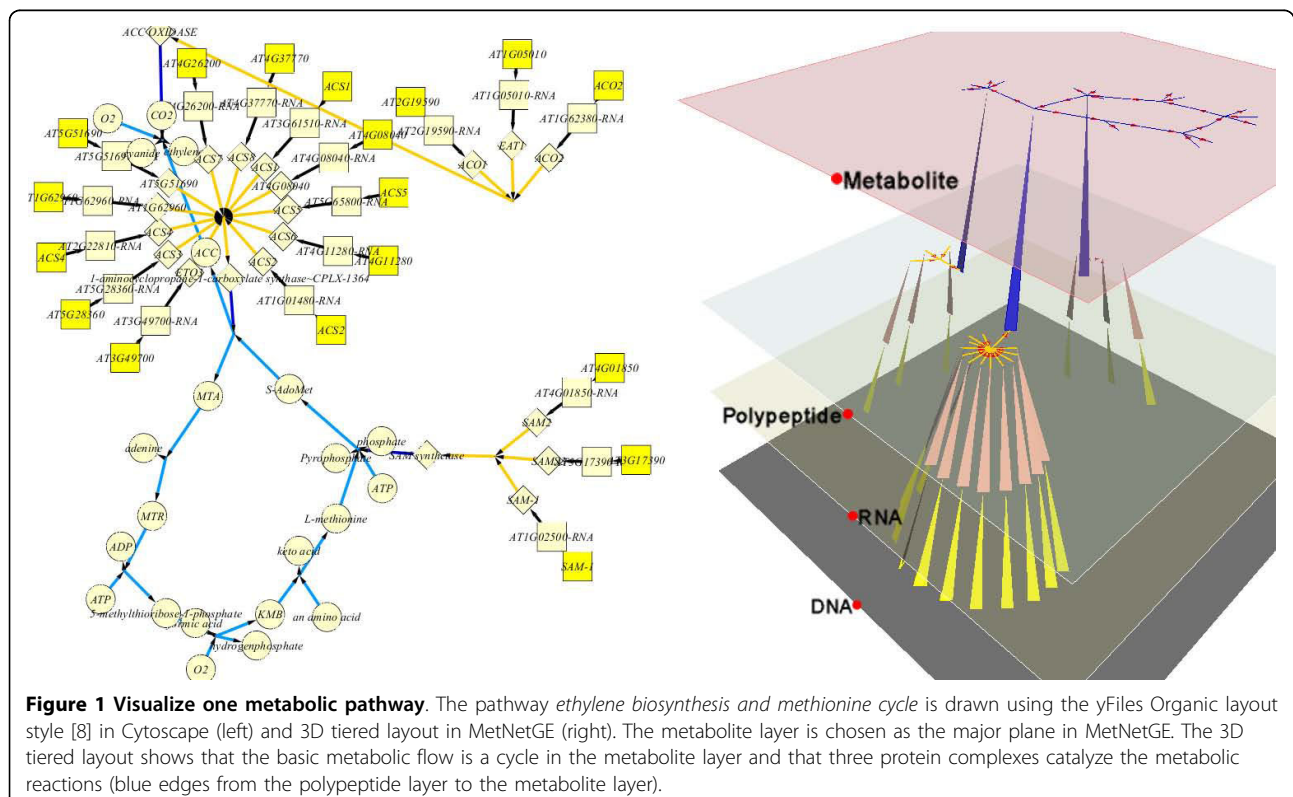 ACC OXIDASE
AT4G26200
AT4G37770
ACS1
AT1G05010
AT2G19590
ACO2
AT4G37770-RNA
AT1G05010-RNA
O2
CO2
AT3G61510-RNA
AT4G08040
AT2G19590-RNA
AT1G62380-RNA
AT5G51690
ethylene
ACS7
ACS8
ACS1
AT4G08040-RNA
ACO1
EAT1
ACO2
AT5G51690
AT4G08040
AT1G62960
ACS5
AT5G65800-RNA
ACS5
ACS4
AT2G22810-RNA
ACS4
ACS6
AT4G11280-RNA
AT4G11280
ACS3
ACC
ACS2
ETO3
1-aminocyclopropane-1-carboxylate synthase~CPLX-1364
AT5G28360-RNA
AT5G28360
AT1G01480-RNA
AT3G49700-RNA
ACS2
AT3G49700
MTA
S-AdoMet
AT4G01850
AT4G01850-RNA
adenine
SAM2
phosphate
Pyrophosphate
SAM synthetase
ATP
MTR
L-methionine
SAM-1
AT1G02500-RNA
SAM-1
ADP
keto acid
ATP
5-methylthioribose-1-phosphate
KMB
an amino acid
hydrogenphosphate
O2
Metabolite
Polypeptide
RNA
DNA
Figure 1 Visualize one metabolic pathway. The pathway ethylene biosynthesis and methionine cycle is drawn using the yFiles Organic layout
style [8] in Cytoscape (left) and 3D tiered layout in MetNetGE (right). The metabolite layer is chosen as the major plane in MetNetGE. The 3D
tiered layout shows that the basic metabolic flow is a cycle in the metabolite layer and that three protein complexes catalyze the metabolic
reactions (blue edges from the polypeptide layer to the metabolite layer).